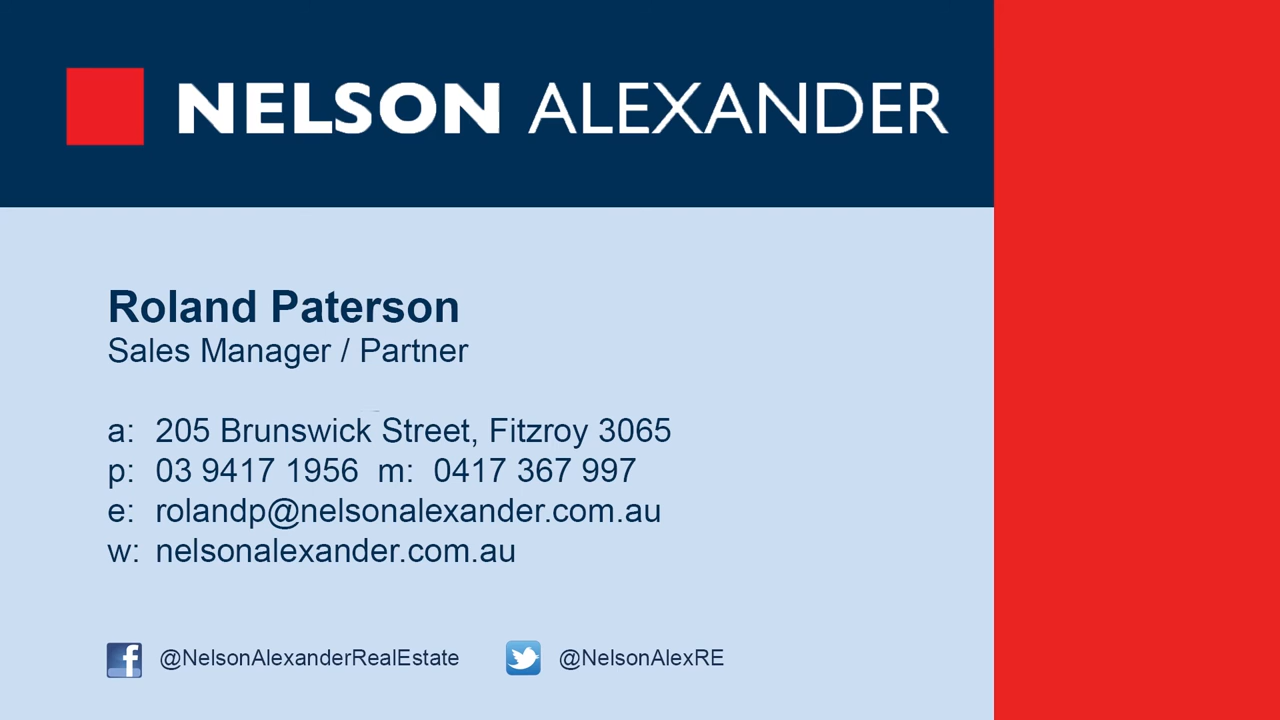 NELSON ALEXANDER
Roland Paterson
Sales Manager / Partner
a: 205 Brunswick Street, Fitzroy 3065
p: 03 9417 1956 m: 0417 367 997
e: rolandp@nelsonalexander.com.au
w: nelsonalexander.com.au
@NelsonAlexanderRealEstate @NelsonAlexRE